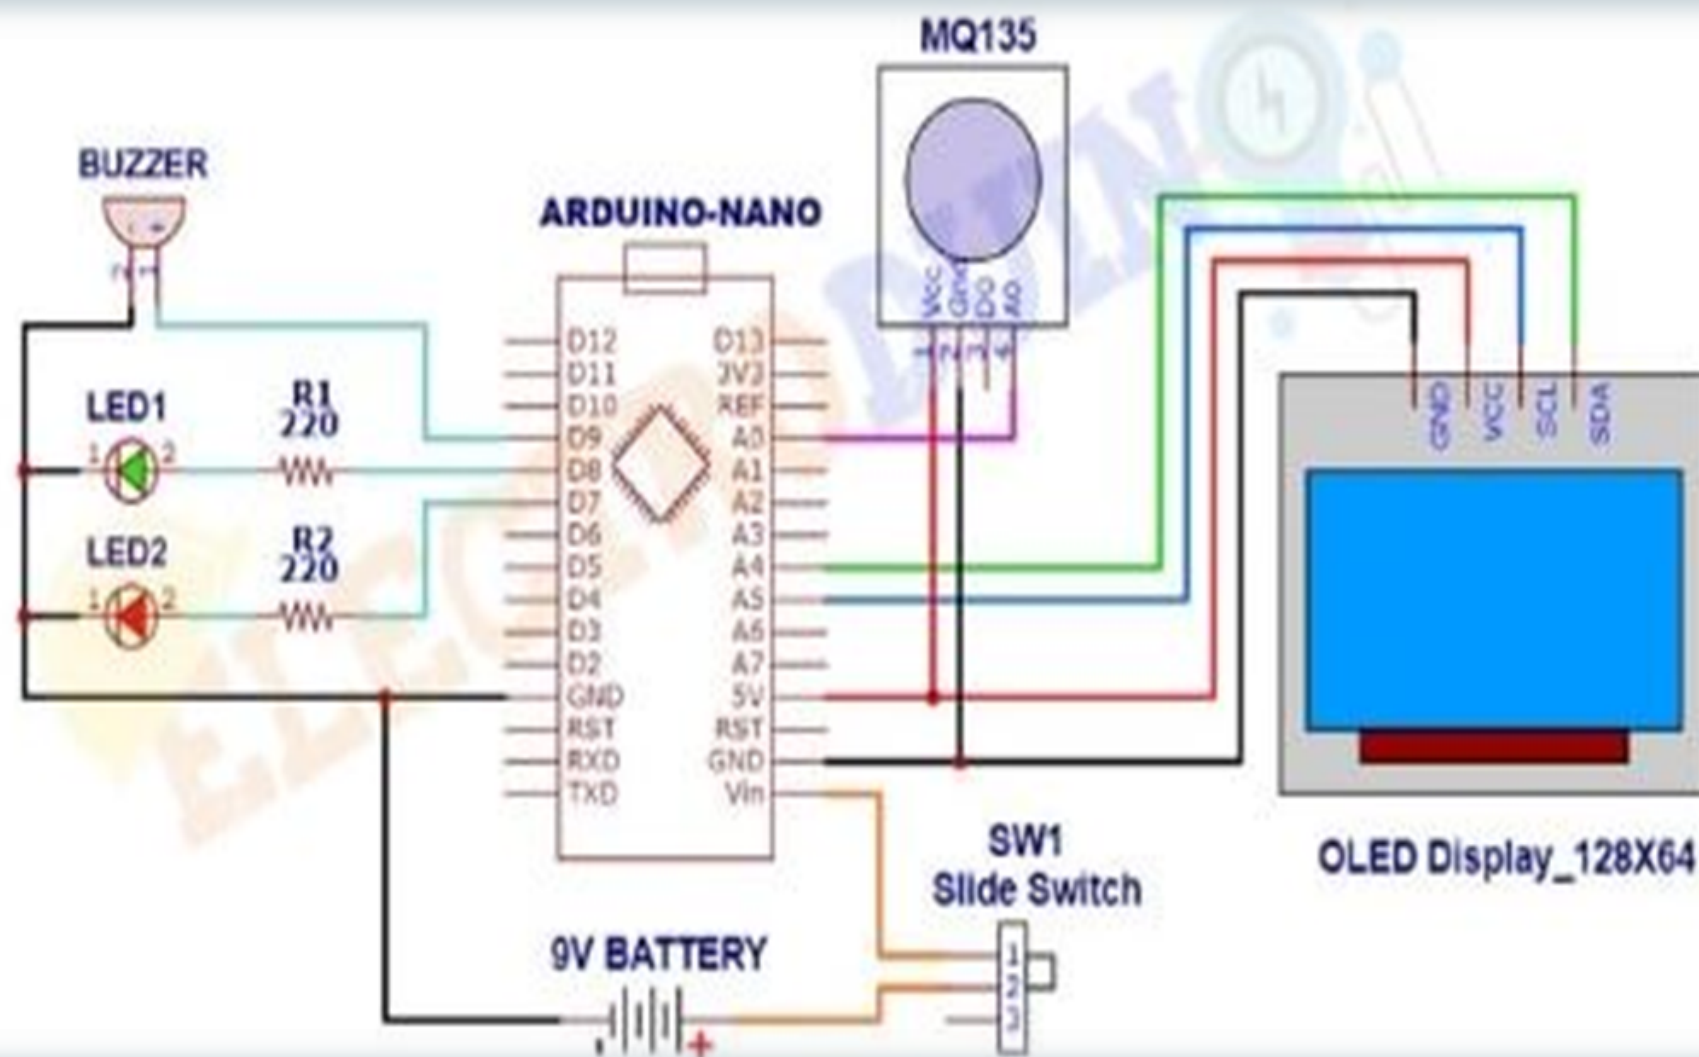 MQ135
Vcc
Gnd
DO
AO
1
2
3
4
BUZZER
-
+
2
1
ARDUINO-NANO
D12
D11
D10
D9
D8
D7
D6
D5
D4
D3
D2
GND
RST
RXD
TXD
D13
3V3
REF
A0
A1
A2
A3
A4
A5
A6
A7
5V
RST
GND
Vin
LED1
1
2
R1
220
LED2
1
2
R2
220
GND
VCC
SCL
SDA
OLED Display_128X64
SW1
Slide Switch
1
2
3
9V BATTERY
-
+